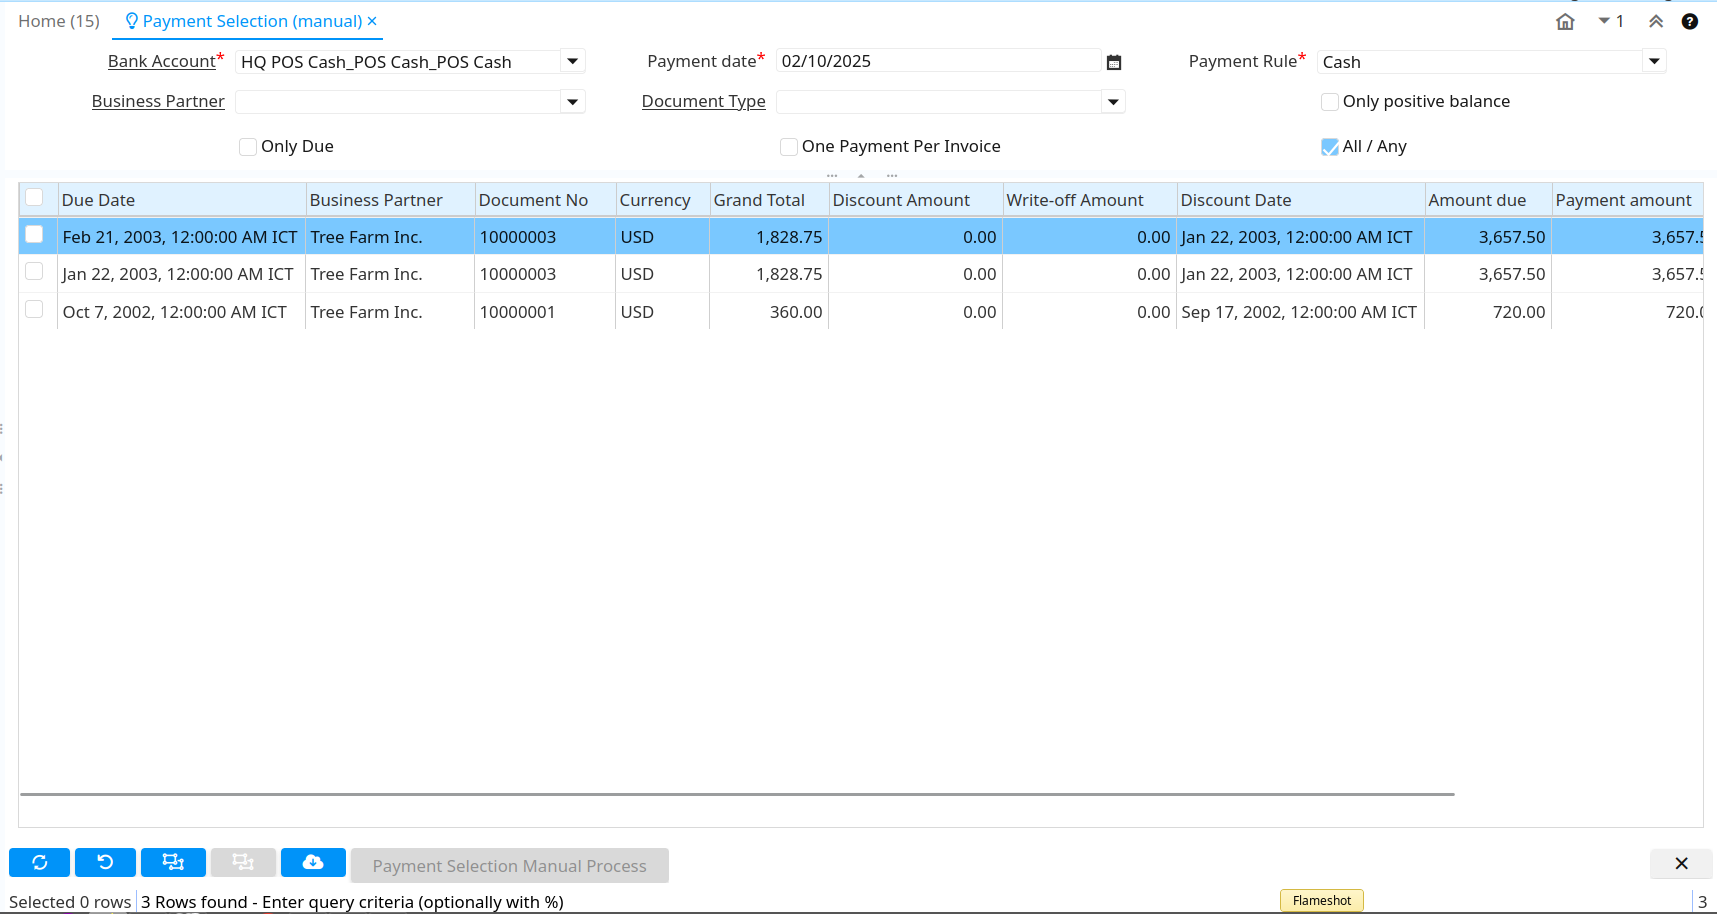 Home (15) Payment Selection (manual) × 1
Bank Account* HQ POS Cash_POS Cash_POS Cash Payment date* 02/10/2025 Payment Rule* Cash
Business Partner Document Type Only positive balance
Only Due One Payment Per Invoice All / Any
Due Date Business Partner Document No Currency Grand Total Discount Amount Write-off Amount Discount Date Amount due Payment amount
Feb 21, 2003, 12:00:00 AM ICT Tree Farm Inc. 10000003 USD 1,828.75 0.00 0.00 Jan 22, 2003, 12:00:00 AM ICT 3,657.50 3,657.5
Jan 22, 2003, 12:00:00 AM ICT Tree Farm Inc. 10000003 USD 1,828.75 0.00 0.00 Jan 22, 2003, 12:00:00 AM ICT 3,657.50 3,657.5
Oct 7, 2002, 12:00:00 AM ICT Tree Farm Inc. 10000001 USD 360.00 0.00 0.00 Sep 17, 2002, 12:00:00 AM ICT 720.00 720.0
Payment Selection Manual Process
Selected 0 rows 3 Rows found - Enter query criteria (optionally with %) Flameshot 3